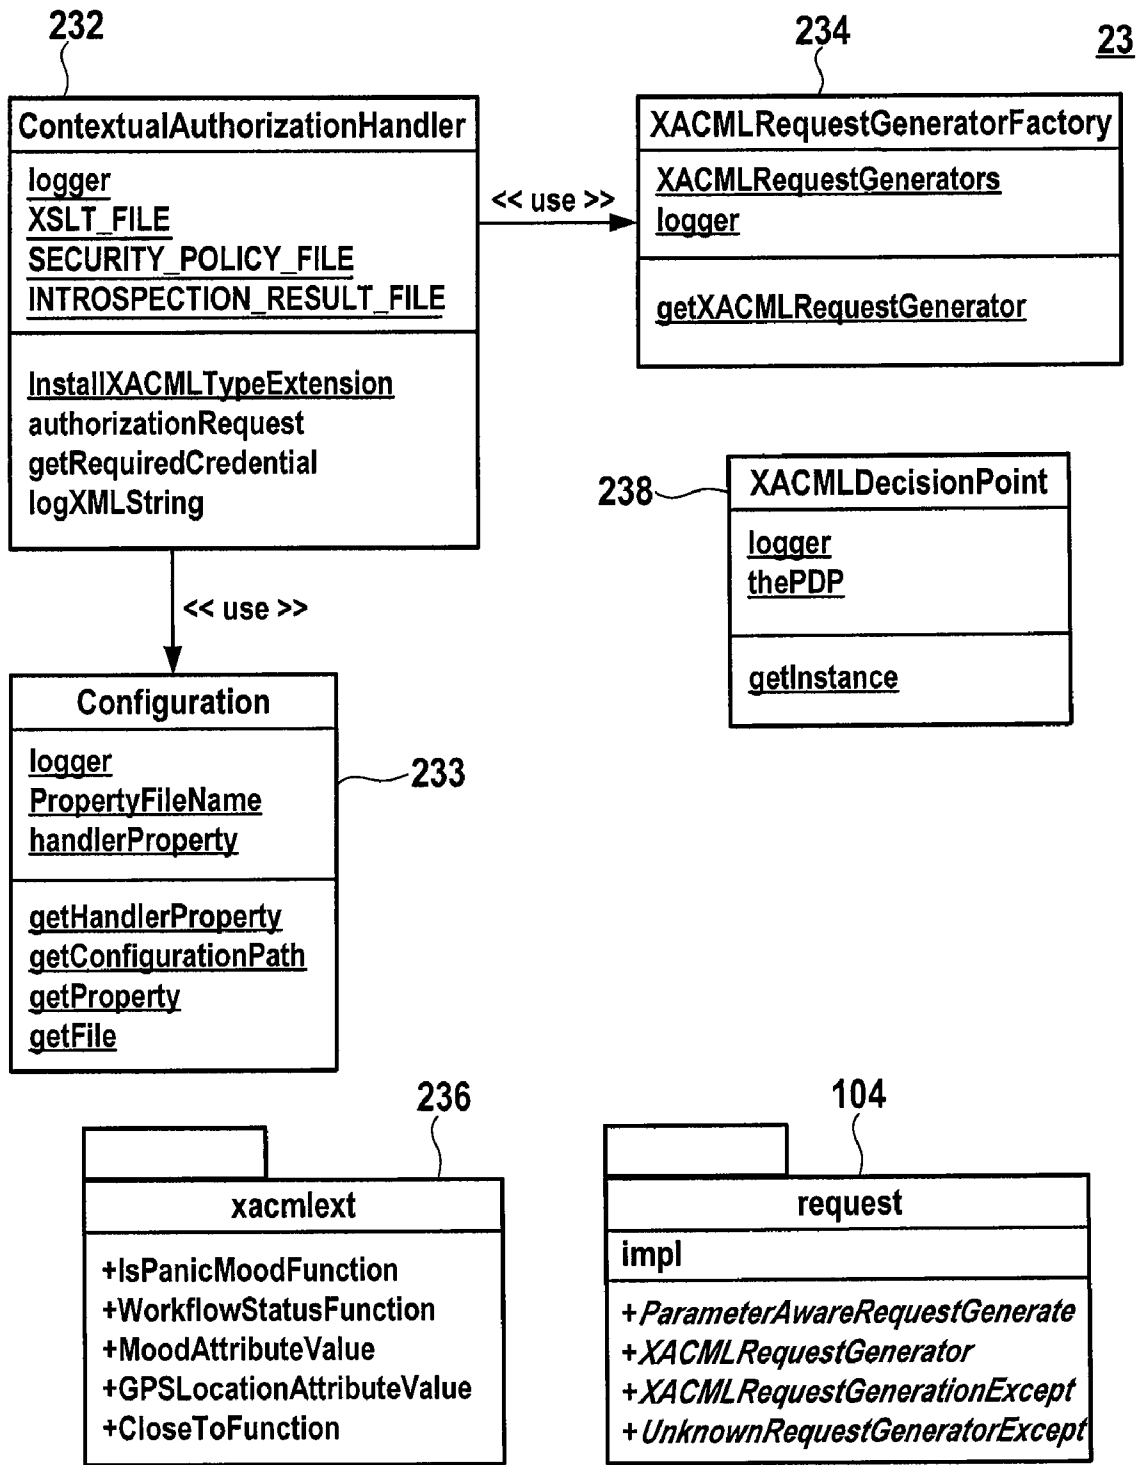 232
234
23
ContextualAuthorizationHandler
logger
XSLT_FILE
SECURITY_POLICY_FILE
INTROSPECTION_RESULT_FILE
InstallXACMLTypeExtension
authorizationRequest
getRequiredCredential
logXMLString
<< use >>
XACMLRequestGeneratorFactory
XACMLRequestGenerators
logger
getXACMLRequestGenerator
238
XACMLDecisionPoint
logger
thePDP
getInstance
<< use >>
Configuration
logger
PropertyFileName
handlerProperty
getHandlerProperty
getConfigurationPath
getProperty
getFile
233
236
xacmlext
+IsPanicMoodFunction
+WorkflowStatusFunction
+MoodAttributeValue
+GPSLocationAttributeValue
+CloseToFunction
104
request
impl
+ParameterAwareRequestGenerate
+XACMLRequestGenerator
+XACMLRequestGenerationExcept
+UnknownRequestGeneratorExcept